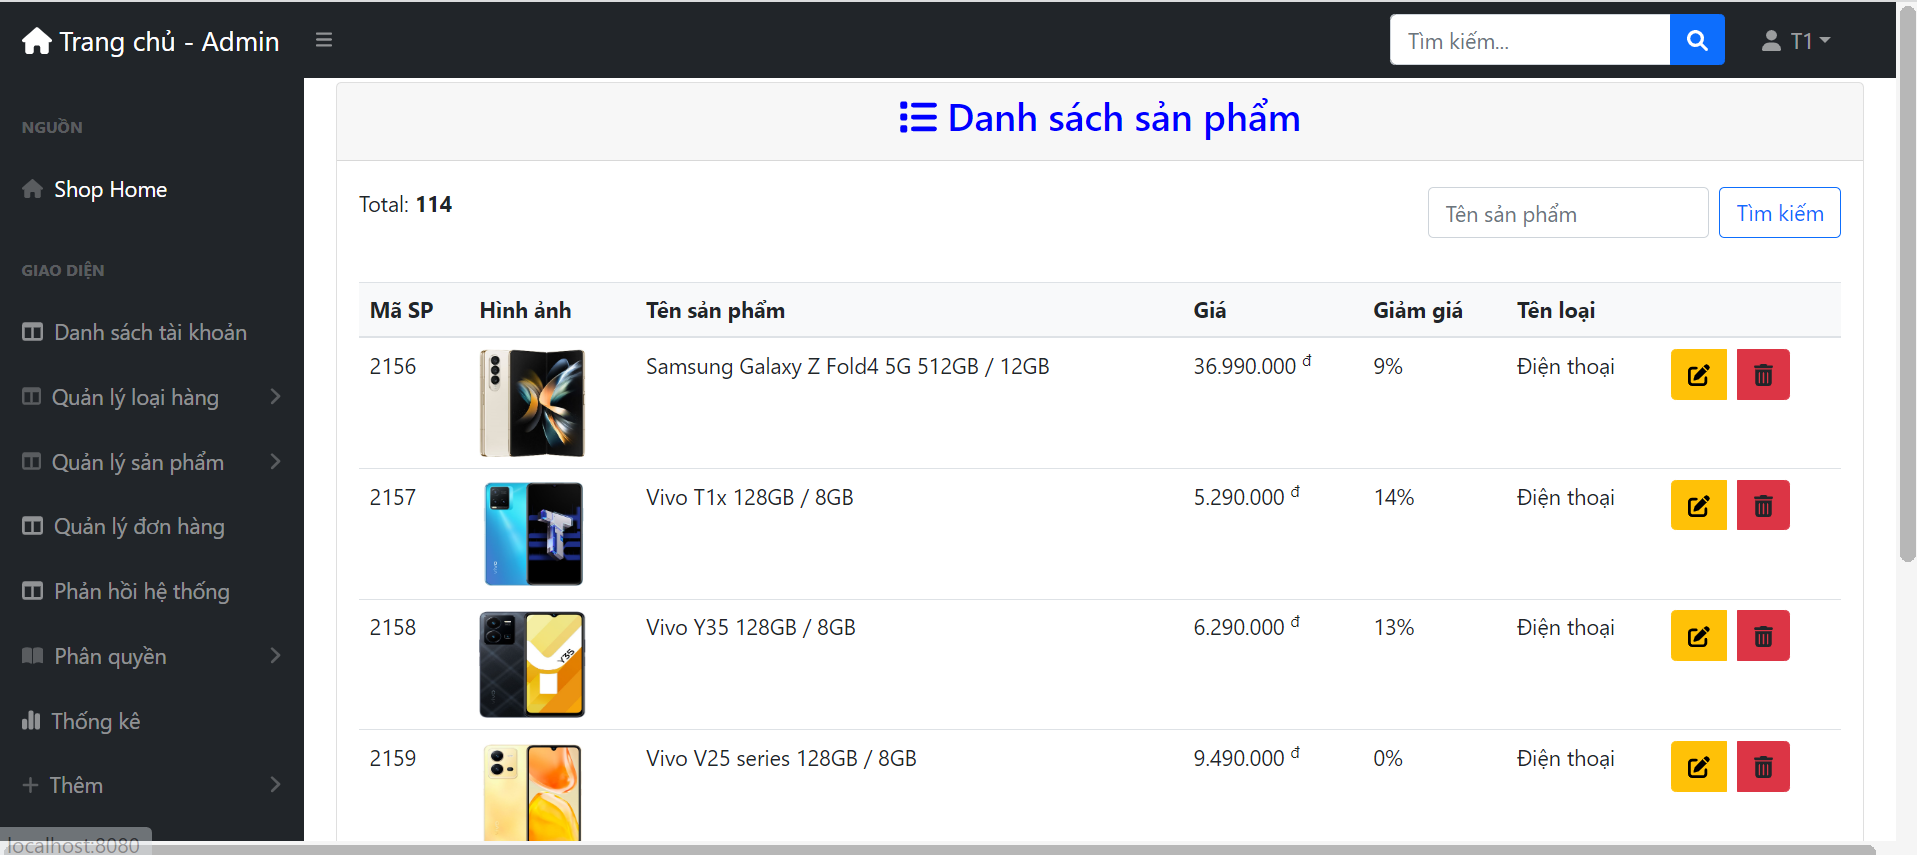 Trang chủ - Admin
Tìm kiếm...
T1
NGUỒN
Shop Home
GIAO DIỆN
Danh sách tài khoản
Quản lý loại hàng
Quản lý sản phẩm
Quản lý đơn hàng
Phản hồi hệ thống
Phân quyền
Thống kê
Thêm
localhost:8080
Danh sách sản phẩm
Total: 114
Tên sản phẩm
Tìm kiếm
Mã SP Hình ảnh Tên sản phẩm Giá Giảm giá Tên loại
2156 Samsung Galaxy Z Fold4 5G 512GB / 12GB 36.990.000 đ 9% Điện thoại
2157 Vivo T1x 128GB / 8GB 5.290.000 đ 14% Điện thoại
2158 Vivo Y35 128GB / 8GB 6.290.000 đ 13% Điện thoại
Y35
2159 Vivo V25 series 128GB / 8GB 9.490.000 đ 0% Điện thoại